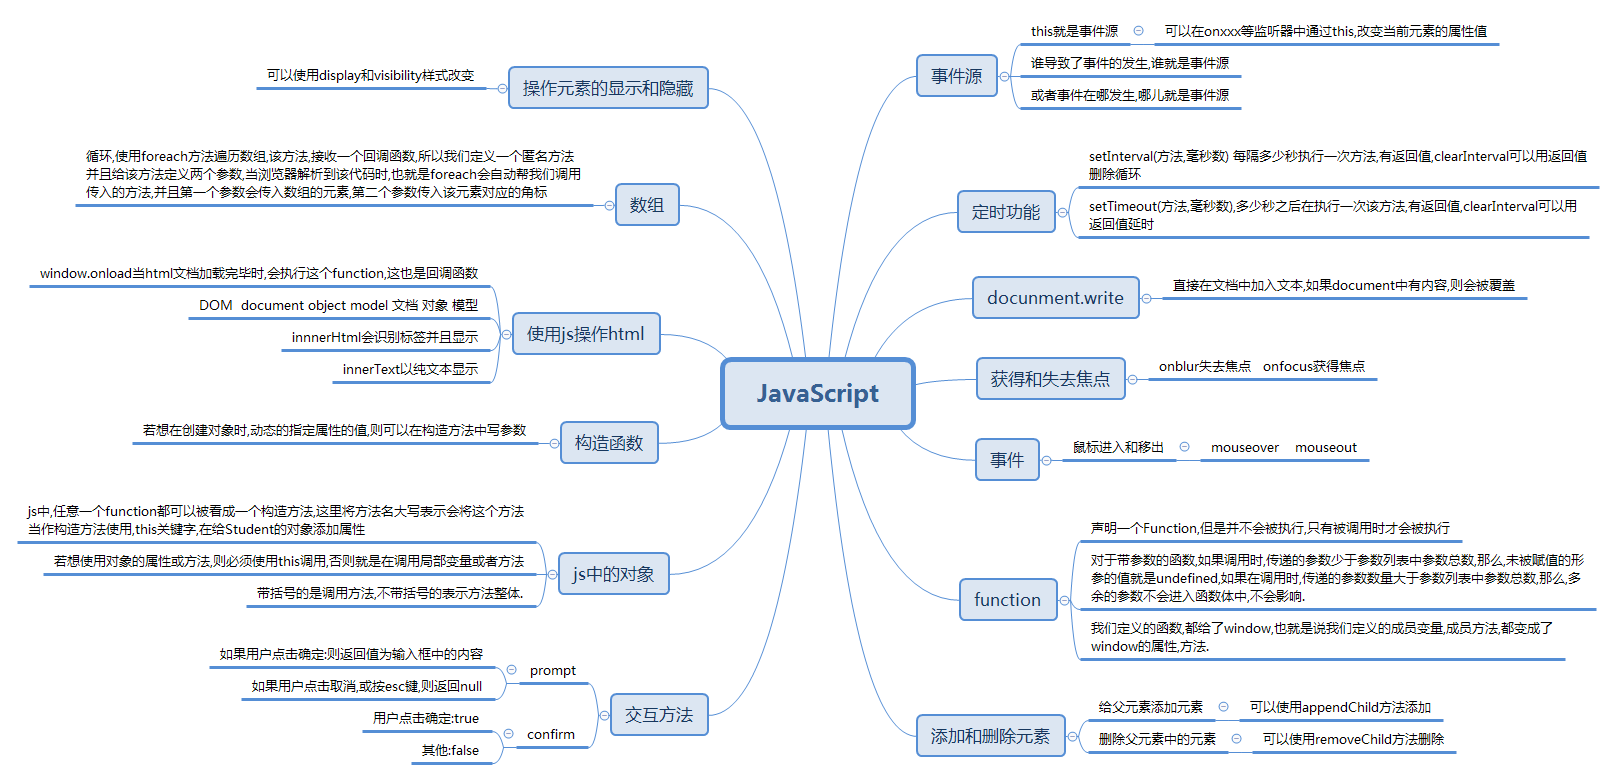 JavaScript
事件源
this就是事件源
可以在onxxx等监听器中通过this,改变当前元素的属性值
谁导致了事件的发生,谁就是事件源
或者事件在哪发生,哪儿就是事件源
定时功能
setInterval(方法,毫秒数) 每隔多少秒执行一次方法,有返回值,clearInterval可以用返回值
删除循环
setTimeout(方法,毫秒数),多少秒之后在执行一次该方法,有返回值,clearInterval可以用
返回值延时
docunment.write
直接在文档中加入文本,如果document中有内容,则会被覆盖
获得和失去焦点
onblur失去焦点 onfocus获得焦点
事件
鼠标进入和移出
mouseover mouseout
function
声明一个Function,但是并不会被执行,只有被调用时才会被执行
对于带参数的函数,如果调用时,传递的参数少于参数列表中参数总数,那么,未被赋值的形
参的值就是undefined,如果在调用时,传递的参数数量大于参数列表中参数总数,那么,多
余的参数不会进入函数体中,不会影响.
我们定义的函数,都给了window,也就是说我们定义的成员变量,成员方法,都变成了
window的属性,方法.
添加和删除元素
给父元素添加元素
可以使用appendChild方法添加
删除父元素中的元素
可以使用removeChild方法删除
操作元素的显示和隐藏
可以使用display和visibility样式改变
数组
循环,使用foreach方法遍历数组,该方法,接收一个回调函数,所以我们定义一个匿名方法
并且给该方法定义两个参数,当浏览器解析到该代码时,也就是foreach会自动帮我们调用
传入的方法,并且第一个参数会传入数组的元素,第二个参数传入该元素对应的角标
使用js操作html
window.onload当html文档加载完毕时,会执行这个function,这也是回调函数
DOM document object model 文档 对象 模型
innnerHtml会识别标签并且显示
innerText以纯文本显示
构造函数
若想在创建对象时,动态的指定属性的值,则可以在构造方法中写参数
js中的对象
js中,任意一个function都可以被看成一个构造方法,这里将方法名大写表示会将这个方法
当作构造方法使用,this关键字,在给Student的对象添加属性
若想使用对象的属性或方法,则必须使用this调用,否则就是在调用局部变量或者方法
带括号的是调用方法,不带括号的表示方法整体.
交互方法
prompt
如果用户点击确定:则返回值为输入框中的内容
如果用户点击取消,或按esc键,则返回null
confirm
用户点击确定:true
其他:false